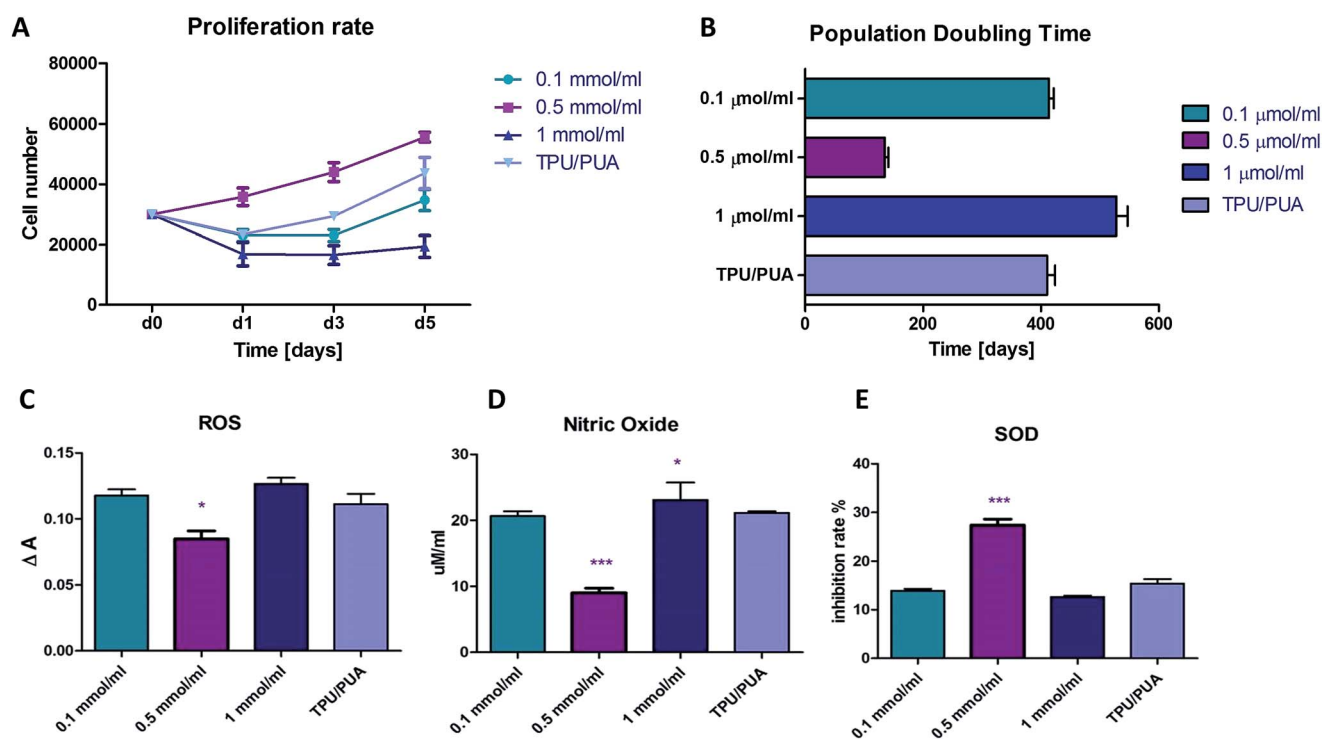 A
Proliferation rate
80000
60000
40000
20000
0
Cell number
d0 d1 d3 d5
Time [days]
0.1 mmol/ml
0.5 mmol/ml
1 mmol/ml
TPU/PUA
B
Population Doubling Time
0.1 μmol/ml
0.5 μmol/ml
1 μmol/ml
TPU/PUA
0 200 400 600
Time [days]
0.1 μmol/ml
0.5 μmol/ml
1 μmol/ml
TPU/PUA
C
ROS
0.15
0.10
0.05
0.00
Δ A
*
0.1 mmol/ml
0.5 mmol/ml
1 mmol/ml
TPU/PUA
D
Nitric Oxide
30
20
10
0
uM/ml
***
*
0.1 mmol/ml
0.5 mmol/ml
1 mmol/ml
TPU/PUA
E
SOD
40
30
20
10
0
inhibition rate %
***
0.1 mmol/ml
0.5 mmol/ml
1 mmol/ml
TPU/PUA